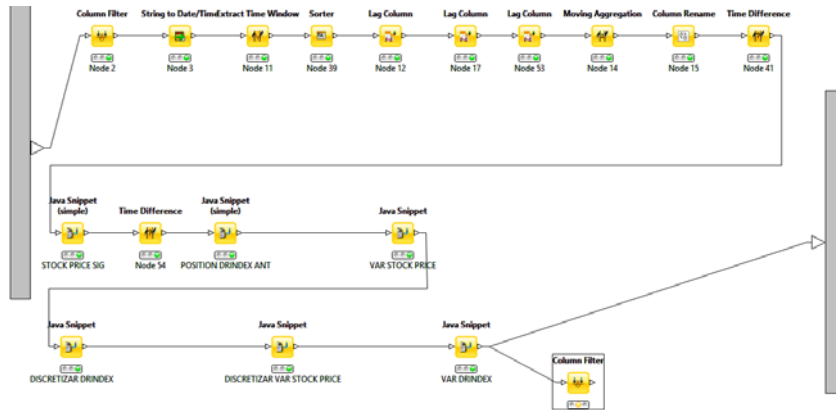 Column Filter String to Date/Time Extract Time Window Sorter Lag Column Lag Column Lag Column Moving Aggregation Column Rename Time Difference
Node 2 Node 3 Node 11 Node 39 Node 12 Node 17 Node 53 Node 14 Node 15 Node 41
Java Snippet
(simple)
Time Difference
Java Snippet
(simple)
Java Snippet
STOCK PRICE SIG Node 54 POSITION DRINDEX ANT VAR STOCK PRICE
Java Snippet Java Snippet Java Snippet
DISCRETIZAR DRINDEX DISCRETIZAR VAR STOCK PRICE VAR DRINDEX
Column Filter